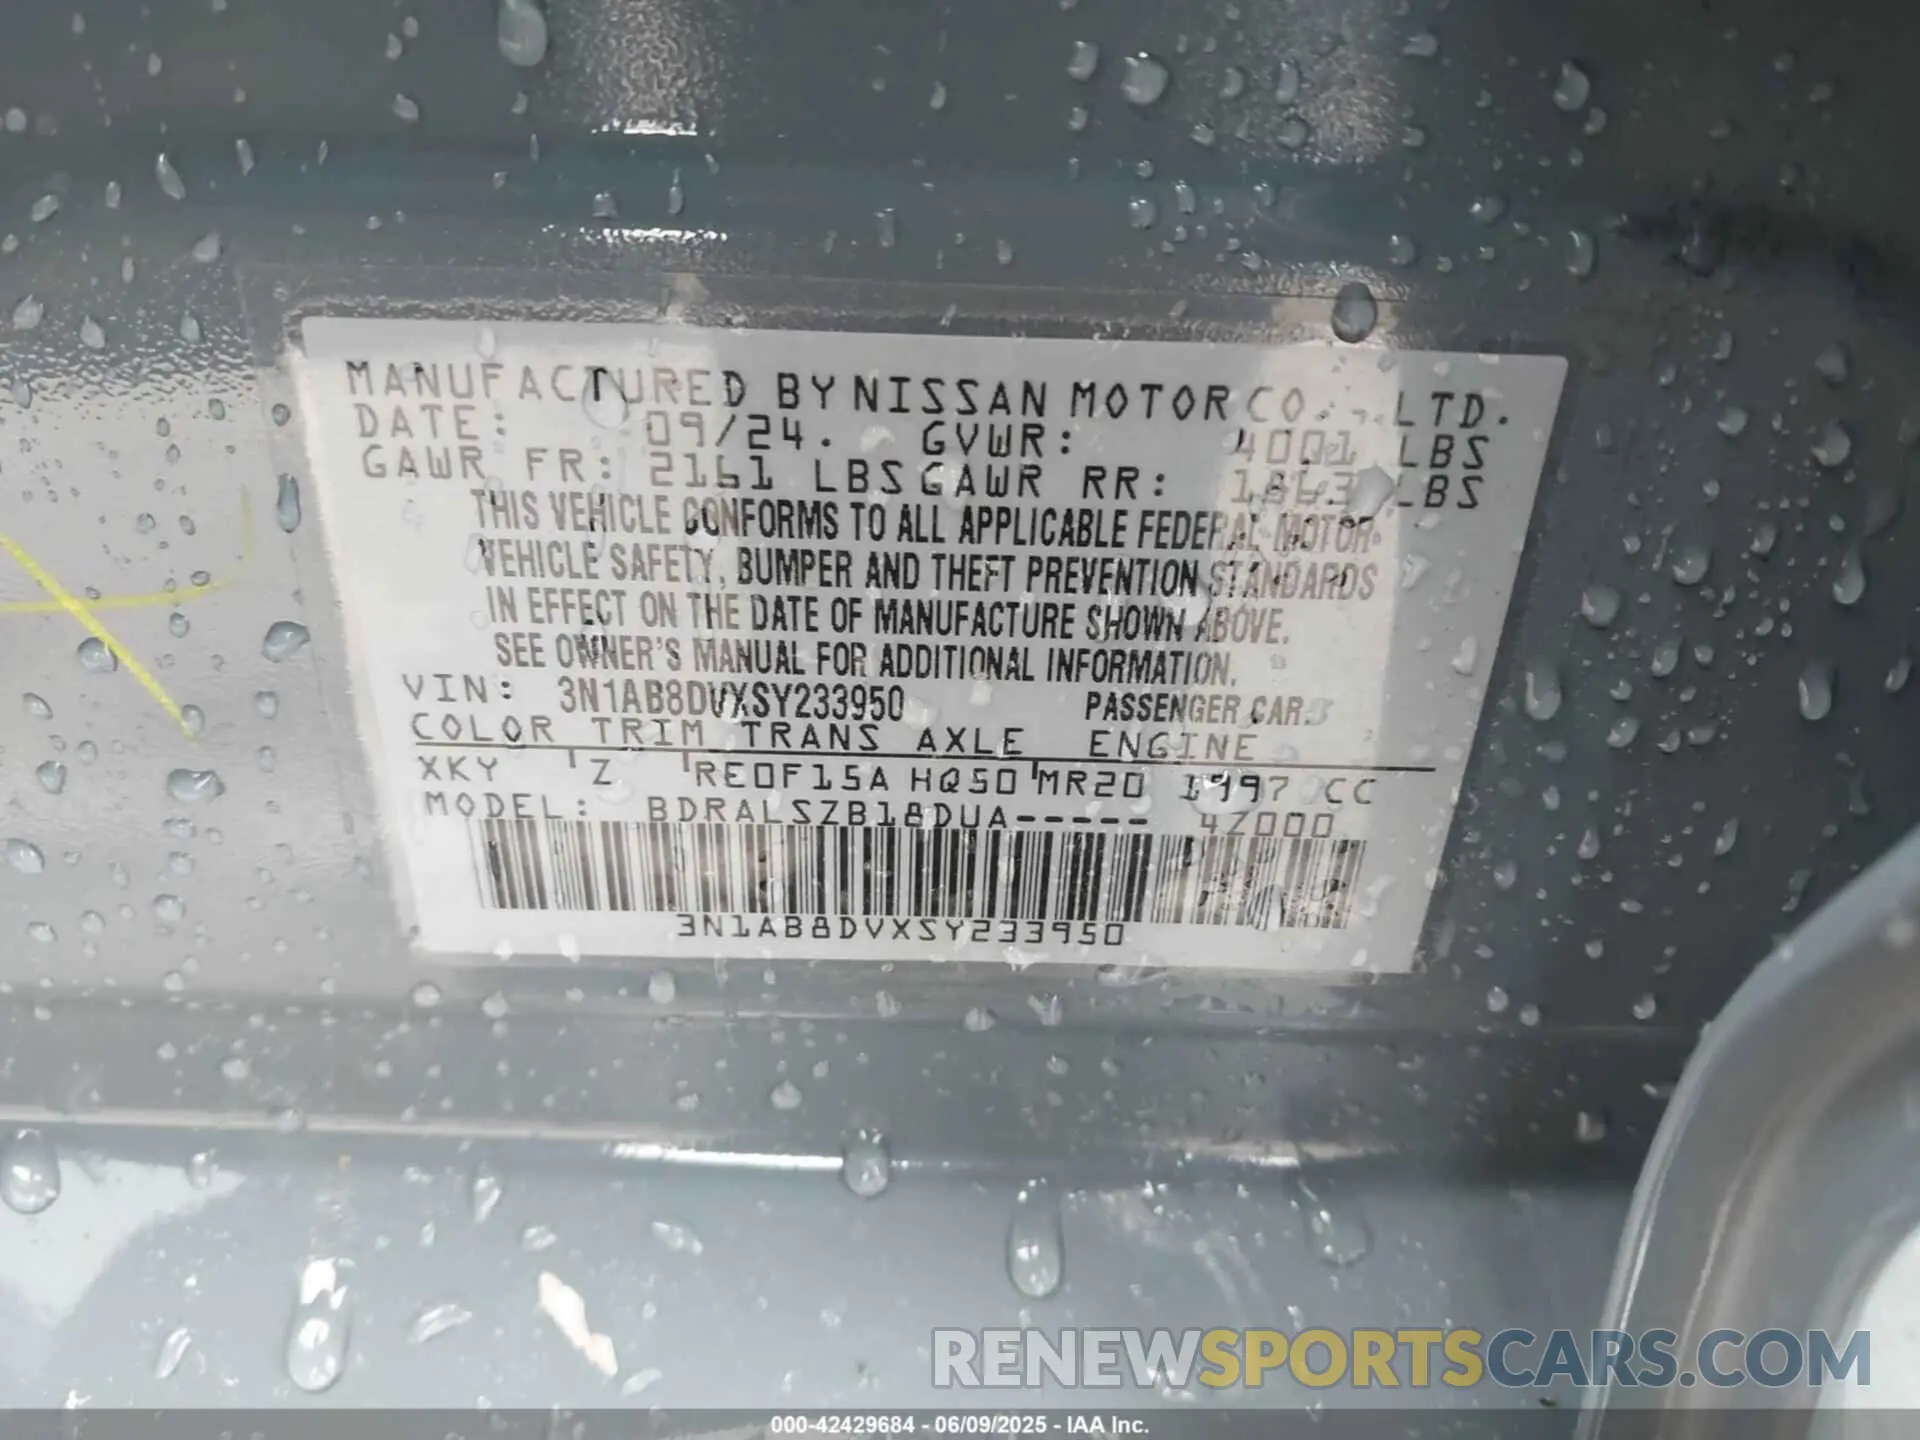 MANUFACTURED BY NISSAN MOTOR CO., LTD.
DATE: 09/24. GVWR: 4001 LBS
GAWR FR: 2161 LBS GAWR RR: 1863 LBS
THIS VEHICLE CONFORMS TO ALL APPLICABLE FEDERAL MOTOR
VEHICLE SAFETY, BUMPER AND THEFT PREVENTION STANDARDS
IN EFFECT ON THE DATE OF MANUFACTURE SHOWN ABOVE.
SEE OWNER'S MANUAL FOR ADDITIONAL INFORMATION.
VIN: 3N1AB8DVXSY233950 PASSENGER CAR.
COLOR TRIM TRANS AXLE ENGINE
XKY Z RE0F15A HQ50 MR20 1997 CC
MODEL: BDRALSZB18DUA----- 4Z000
3N1AB8DVXSY233950
RENEWSPORTSCARS.COM
000-42429684 - 06/09/2025 - IAA Inc.